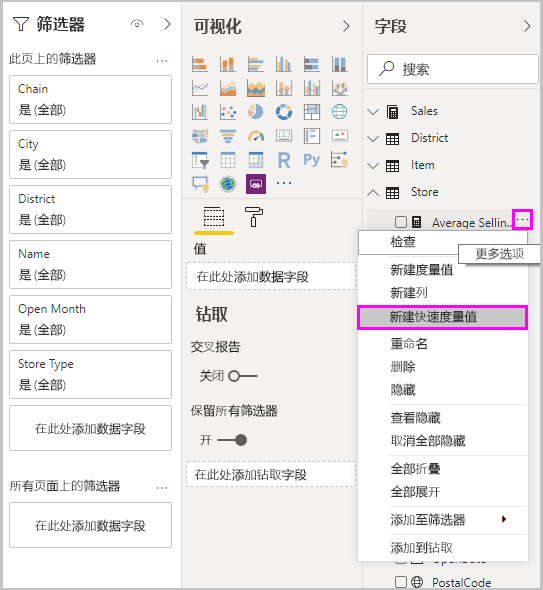 筛选器
此页上的筛选器
...
Chain
是 (全部)
City
是 (全部)
District
是 (全部)
Name
是 (全部)
Open Month
是 (全部)
Store Type
是 (全部)
在此处添加数据字段
所有页面上的筛选器
...
在此处添加数据字段
可视化
123
R
Py
...
值
在此处添加数据字段
钻取
交叉报告
关闭
保留所有筛选器
开
在此处添加钻取字段
字段
搜索
Sales
District
Item
Store
Average Sellin...
...
更多选项
检查
新建度量值
新建列
新建快速度量值
重命名
删除
隐藏
查看隐藏
取消全部隐藏
全部折叠
全部展开
添加至筛选器
添加到钻取
PostalCode